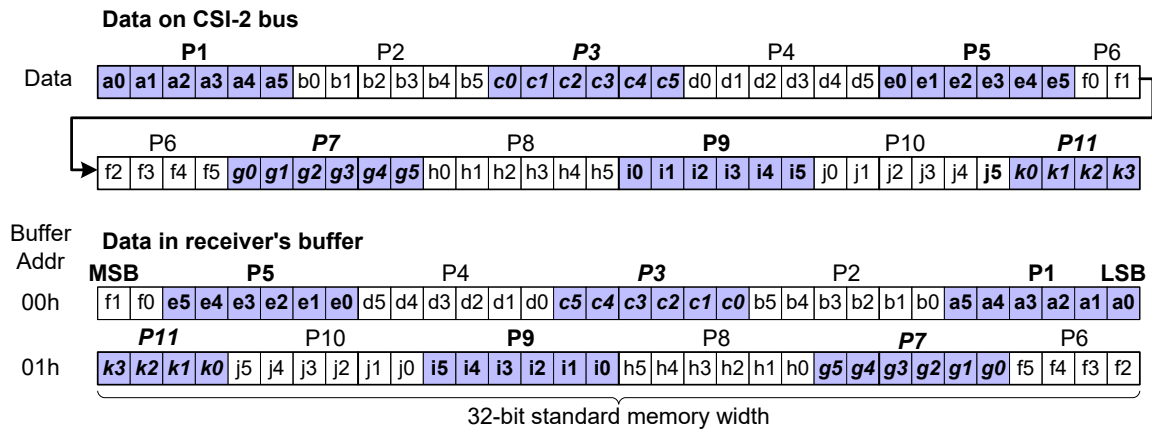 Data on CSI-2 bus
P1 P2 P3 P4 P5 P6
Data a0 a1 a2 a3 a4 a5 b0 b1 b2 b3 b4 b5 c0 c1 c2 c3 c4 c5 d0 d1 d2 d3 d4 d5 e0 e1 e2 e3 e4 e5 f0 f1
P6 P7 P8 P9 P10 P11
f2 f3 f4 f5 g0 g1 g2 g3 g4 g5 h0 h1 h2 h3 h4 h5 i0 i1 i2 i3 i4 i5 j0 j1 j2 j3 j4 j5 k0 k1 k2 k3
Buffer
Addr
Data in receiver's buffer
MSB P5 P4 P3 P2 P1 LSB
00h f1 f0 e5 e4 e3 e2 e1 e0 d5 d4 d3 d2 d1 d0 c5 c4 c3 c2 c1 c0 b5 b4 b3 b2 b1 b0 a5 a4 a3 a2 a1 a0
P11 P10 P9 P8 P7 P6
01h k3 k2 k1 k0 j5 j4 j3 j2 j1 j0 i5 i4 i3 i2 i1 i0 h5 h4 h3 h2 h1 h0 g5 g4 g3 g2 g1 g0 f5 f4 f3 f2
32-bit standard memory width